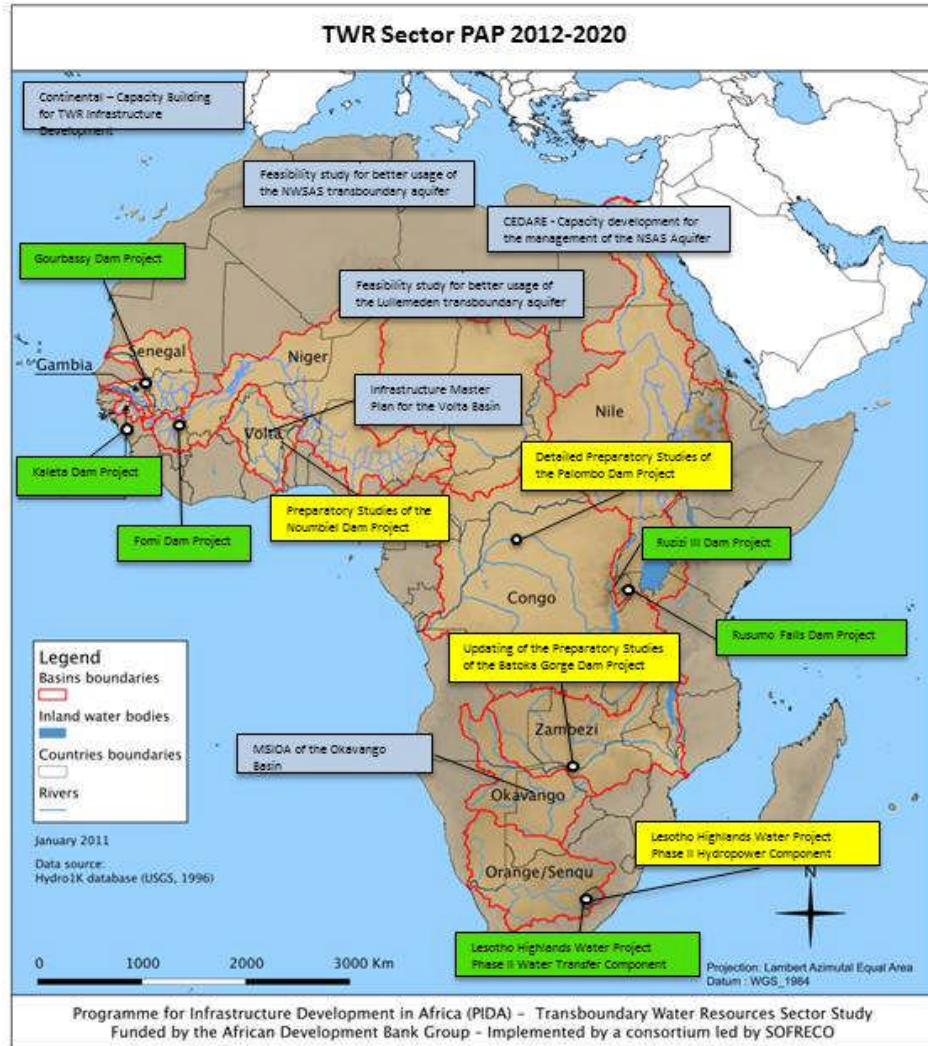 TWR Sector PAP 2012-2020
Continental – Capacity Building
for TWR Infrastructure
Development
Feasibility study for better usage of
the NWSAS transboundary aquifer
CEDARE - Capacity development for
the management of the NSAS Aquifer
Gourbassy Dam Project
Feasibility study for better usage of
the Lullemeden transboundary aquifer
Senegal
Gambia
Niger
Infrastructure Master
Plan for the Volta Basin
Nile
Volta
Detailed Preparatory Studies of
the Palombo Dam Project
Kaleta Dam Project
Preparatory Studies of the
Noumbiel Dam Project
Fomi Dam Project
Ruzizi III Dam Project
Congo
Rusumo Falls Dam Project
Updating of the Preparatory Studies
of the Batoka Gorge Dam Project
Legend
Basins boundaries
Inland water bodies
Countries boundaries
Rivers
Zambezi
MSIOA of the Okavango
Basin
Okavango
January 2011
Data source:
Hydro1K database (USGS, 1996)
Lesotho Highlands Water Project
Phase II Hydropower Component
Orange/Senqu
N
Lesotho Highlands Water Project
Phase II Water Transfer Component
0 1000 2000 3000 Km
Projection: Lambert Azimutal Equal Area
Datum : WGS_1984
Programme for Infrastructure Development in Africa (PIDA) – Transboundary Water Resources Sector Study
Funded by the African Development Bank Group - Implemented by a consortium led by SOFRECO